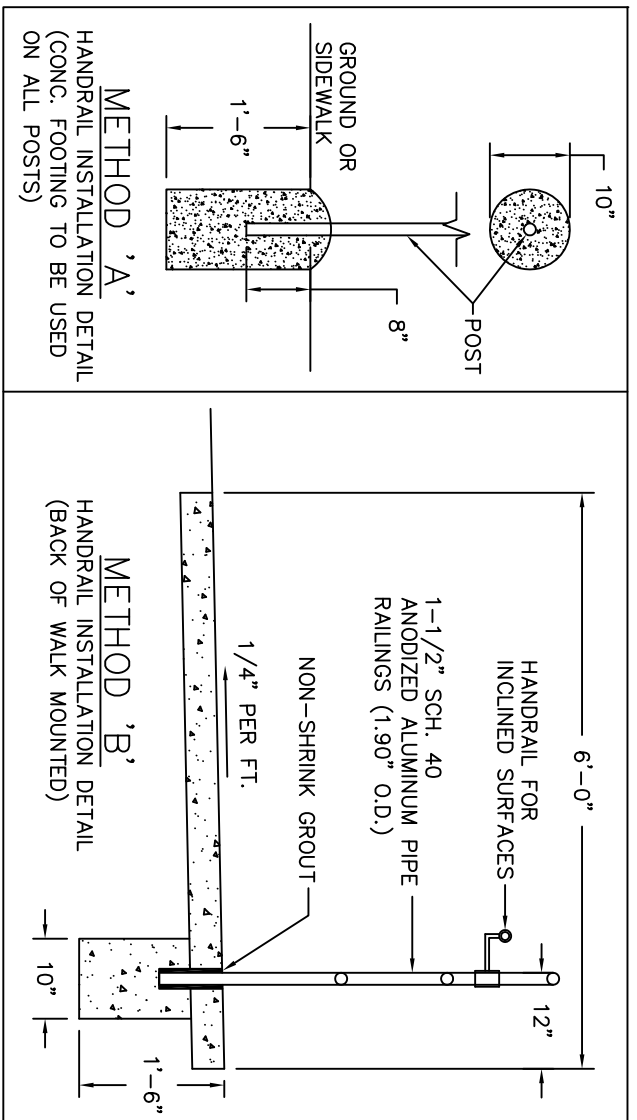 10"
POST
GROUND OR
SIDEWALK
8"
1'-6"
METHOD 'A'
HANDRAIL INSTALLATION DETAIL
(CONC. FOOTING TO BE USED
ON ALL POSTS)
6'-0"
HANDRAIL FOR
INCLINED SURFACES
12"
1-1/2" SCH. 40
ANODIZED ALUMINUM PIPE
RAILINGS (1.90" O.D.)
NON-SHRINK GROUT
1/4" PER FT.
1'-6"
10"
METHOD 'B'
HANDRAIL INSTALLATION DETAIL
(BACK OF WALK MOUNTED)